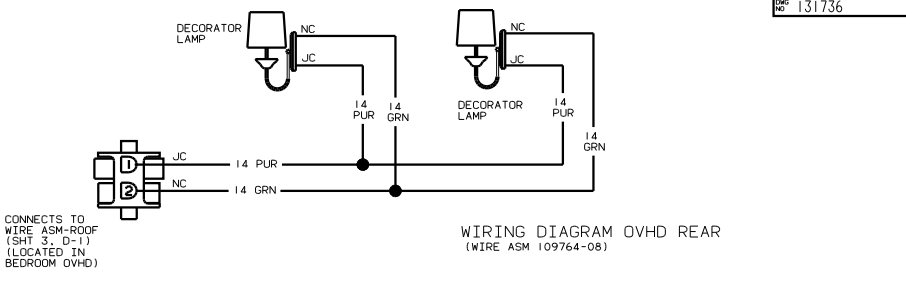 DWG
NO 131736
DECORATOR
LAMP
NC
JC
14
PUR
14
GRN
NC
JC
DECORATOR
LAMP
14
PUR
14
GRN
1
JC
14 PUR
2
NC
14 GRN
CONNECTS TO
WIRE ASM-ROOF
(SHT 3, D-1)
(LOCATED IN
BEDROOM OVHD)
WIRING DIAGRAM OVHD REAR
(WIRE ASM 109764-08)